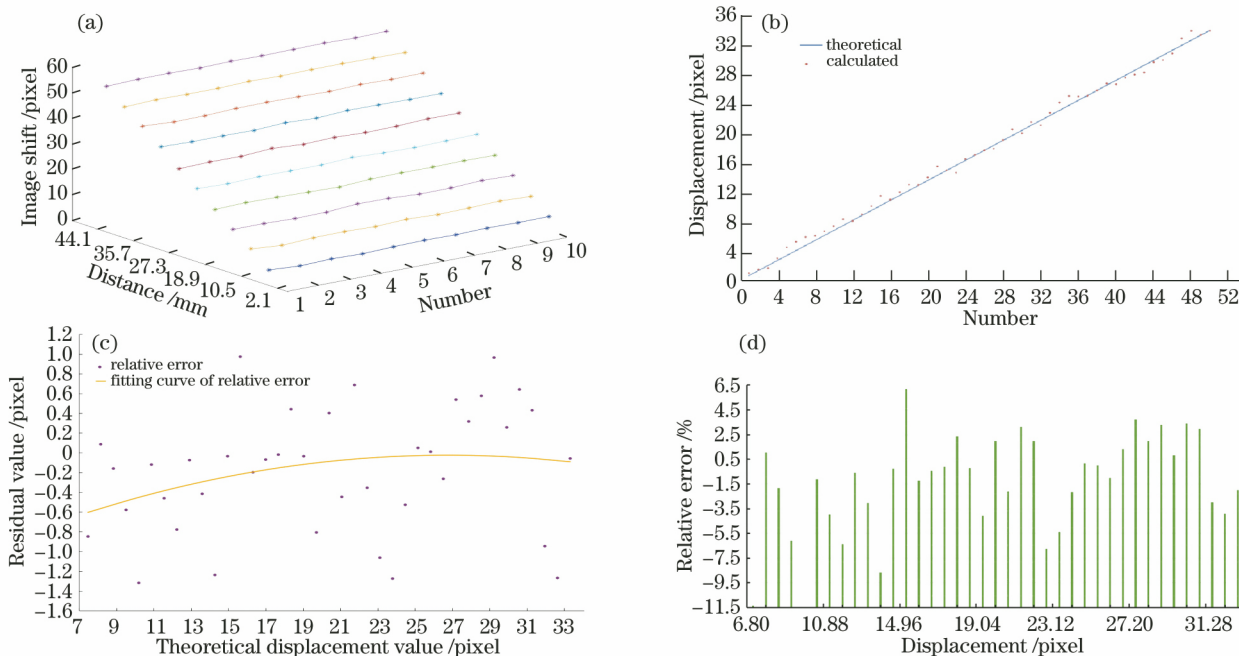 (a)
Image shift /pixel
60
50
40
30
20
10
0
44.1
35.7
27.3
18.9
10.5
2.1
Distance /mm
1
2
3
4
5
6
7
8
9
10
Number
(b)
Displacement /pixel
36
32
28
24
20
16
12
8
4
0
theoretical
calculated
0 4 8 12 16 20 24 28 32 36 40 44 48 52
Number
(c)
Residual value /pixel
1.2
1.0
0.8
0.6
0.4
0.2
0
−0.2
−0.4
−0.6
−0.8
−1.0
−1.2
−1.4
−1.6
relative error
fitting curve of relative error
7 9 11 13 15 17 19 21 23 25 27 29 31 33
Theoretical displacement value /pixel
(d)
Relative error /%
6.5
4.5
2.5
−0.5
−1.5
−3.5
−5.5
−7.5
−9.5
−11.5
6.80 10.88 14.96 19.04 23.12 27.20 31.28
Displacement /pixel